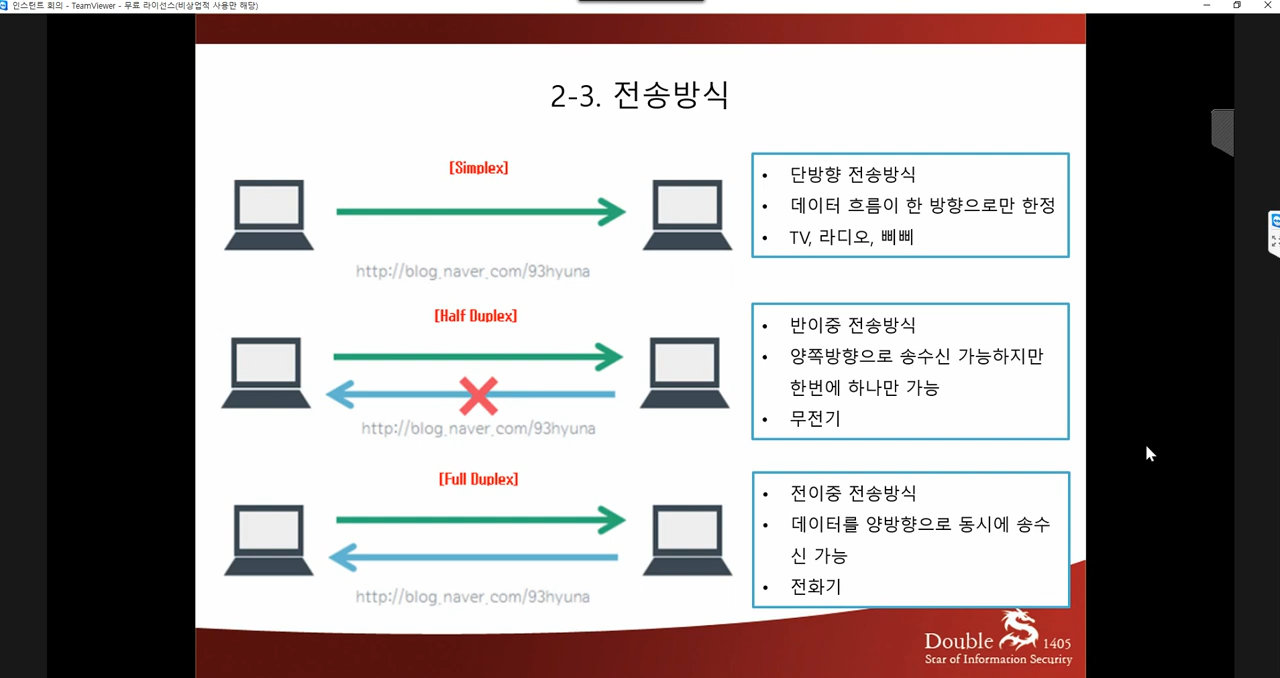 인스턴트 회의 - TeamViewer - 무료 라이선스(비상업적 사용만 해당)
2-3. 전송방식
[Simplex]
• 단방향 전송방식
• 데이터 흐름이 한 방향으로만 한정
• TV, 라디오, 삐삐
http://blog.naver.com/93hyuna
[Half Duplex]
• 반이중 전송방식
• 양쪽방향으로 송수신 가능하지만
한번에 하나만 가능
• 무전기
http://blog.naver.com/93hyuna
[Full Duplex]
• 전이중 전송방식
• 데이터를 양방향으로 동시에 송수
신 가능
• 전화기
http://blog.naver.com/93hyuna
Double 1405
Star of Information Security